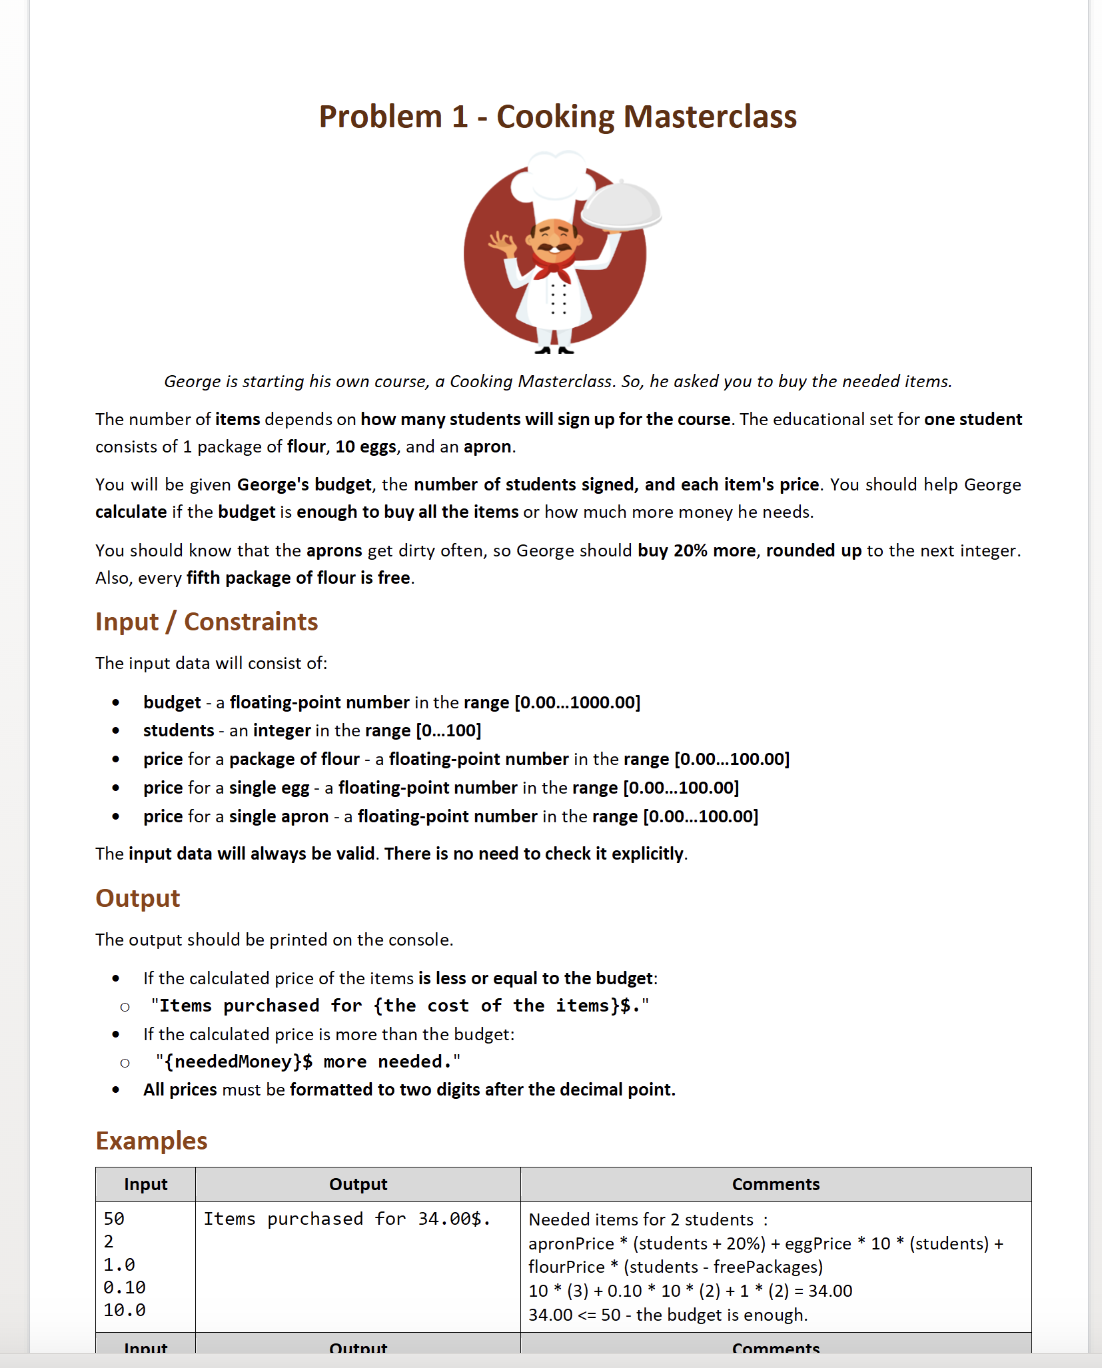 Problem 1 - Cooking Masterclass
George is starting his own course, a Cooking Masterclass. So, he asked you to buy the needed items.
The number of items depends on how many students will sign up for the course. The educational set for one student
consists of 1 package of flour, 10 eggs, and an apron.
You will be given George's budget, the number of students signed, and each item's price. You should help George
calculate if the budget is enough to buy all the items or how much more money he needs.
You should know that the aprons get dirty often, so George should buy 20% more, rounded up to the next integer.
Also, every fifth package of flour is free.
Input / Constraints
The input data will consist of:
• budget - a floating-point number in the range [0.00…1000.00]
• students - an integer in the range [0…100]
• price for a package of flour - a floating-point number in the range [0.00…100.00]
• price for a single egg - a floating-point number in the range [0.00…100.00]
• price for a single apron - a floating-point number in the range [0.00…100.00]
The input data will always be valid. There is no need to check it explicitly.
Output
The output should be printed on the console.
• If the calculated price of the items is less or equal to the budget:
o "Items purchased for {the cost of the items}$."
• If the calculated price is more than the budget:
o "{neededMoney}$ more needed."
• All prices must be formatted to two digits after the decimal point.
Examples
Input Output Comments
50 Items purchased for 34.00$. Needed items for 2 students :
2 apronPrice * (students + 20%) + eggPrice * 10 * (students) +
1.0 flourPrice * (students - freePackages)
0.10 10 * (3) + 0.10 * 10 * (2) + 1 * (2) = 34.00
10.0 34.00 <= 50 - the budget is enough.
Input Output Comments